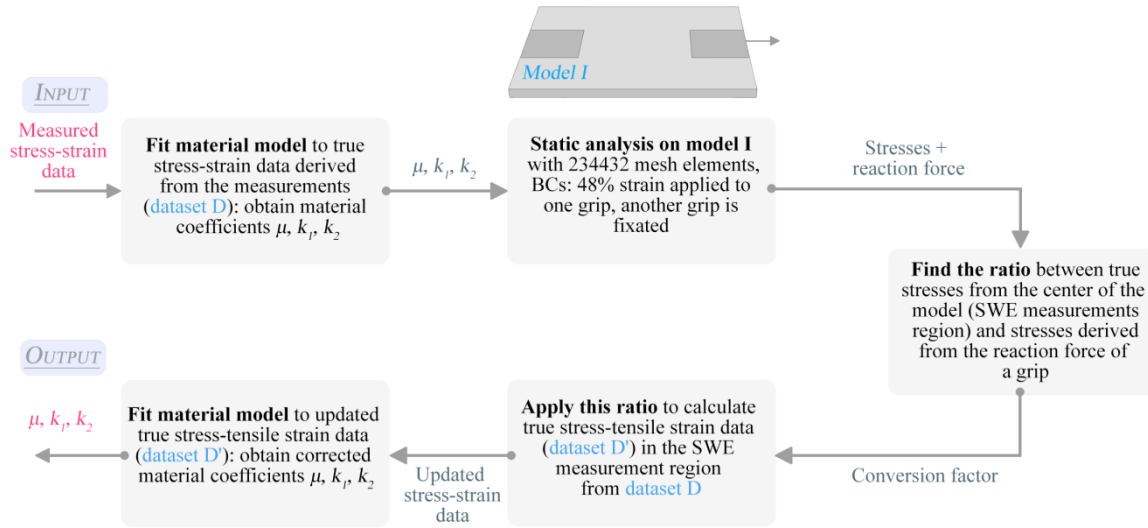 Model I
INPUT
Measured
stress-strain
data
Fit material model to true
stress-strain data derived
from the measurements
(dataset D): obtain material
coefficients μ, k₁, k₂
μ, k₁, k₂
Static analysis on model I
with 234432 mesh elements,
BCs: 48% strain applied to
one grip, another grip is
fixated
Stresses +
reaction force
Find the ratio between true
stresses from the center of the
model (SWE measurements
region) and stresses derived
from the reaction force of
a grip
Conversion factor
Apply this ratio to calculate
true stress-tensile strain data
(dataset D') in the SWE
measurement region
from dataset D
Updated
stress-strain
data
Fit material model to updated
true stress-tensile strain data
(dataset D'): obtain corrected
material coefficients μ, k₁, k₂
OUTPUT
μ, k₁, k₂